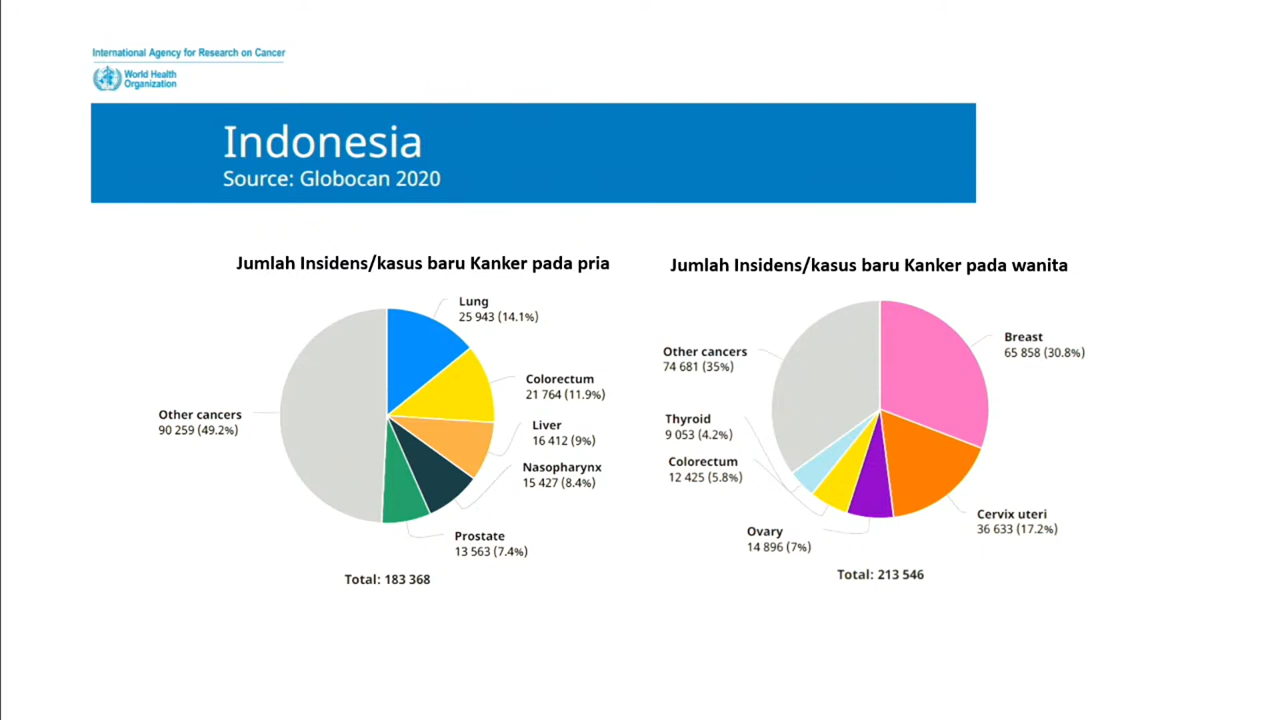 International Agency for Research on Cancer
World Health
Organization
Indonesia
Source: Globocan 2020
Jumlah Insidens/kasus baru Kanker pada pria
Lung
25 943 (14.1%)
Colorectum
21 764 (11.9%)
Liver
16 412 (9%)
Nasopharynx
15 427 (8.4%)
Prostate
13 563 (7.4%)
Other cancers
90 259 (49.2%)
Total: 183 368
Jumlah Insidens/kasus baru Kanker pada wanita
Breast
65 858 (30.8%)
Cervix uteri
36 633 (17.2%)
Ovary
14 896 (7%)
Colorectum
12 425 (5.8%)
Thyroid
9 053 (4.2%)
Other cancers
74 681 (35%)
Total: 213 546